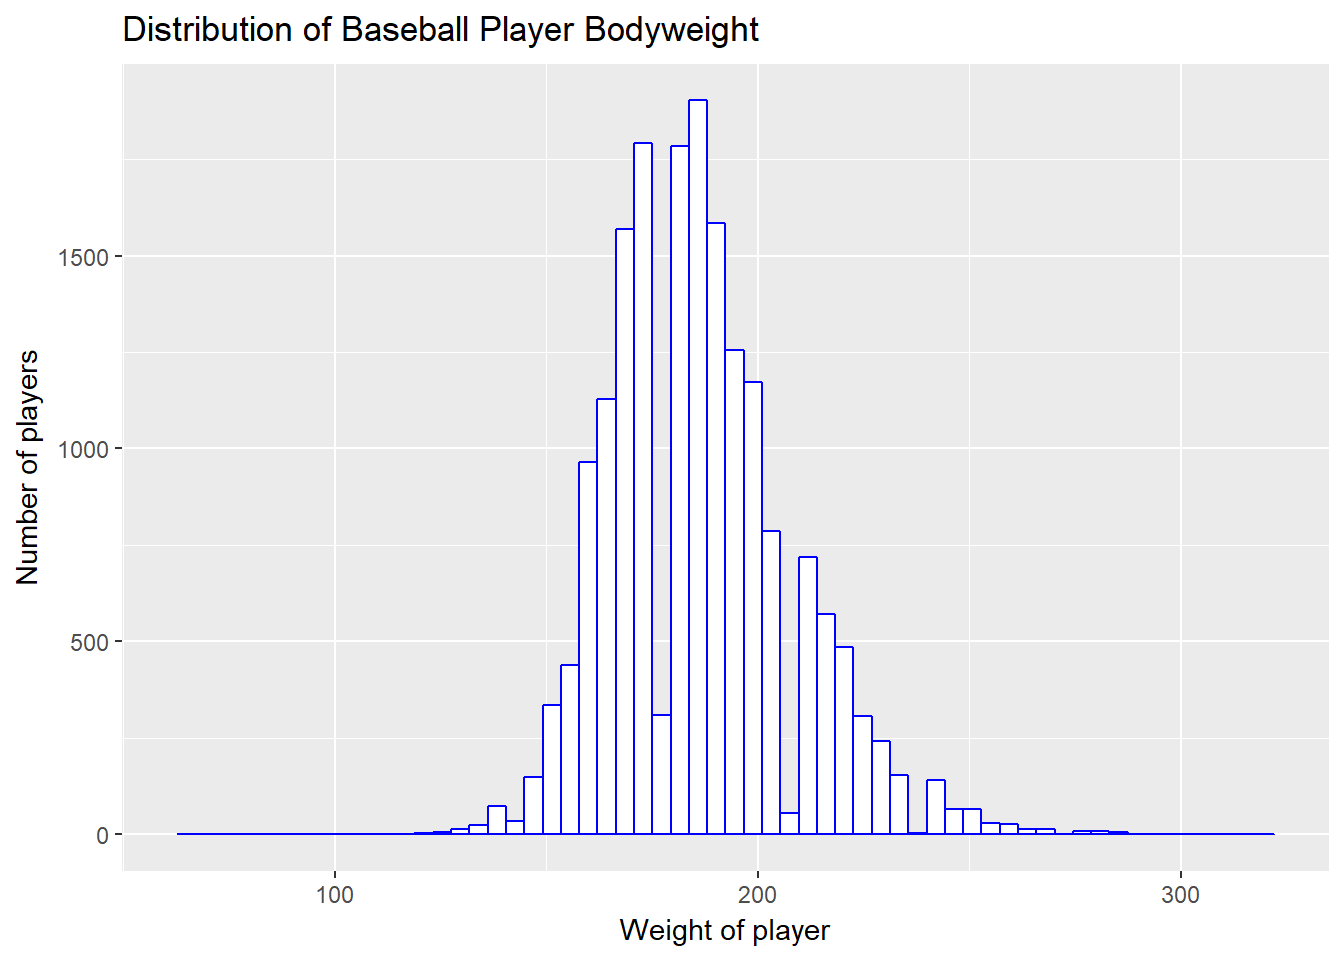 Distribution of Baseball Player Bodyweight
Number of players
1500
1000
500
0
100 200 300
Weight of player